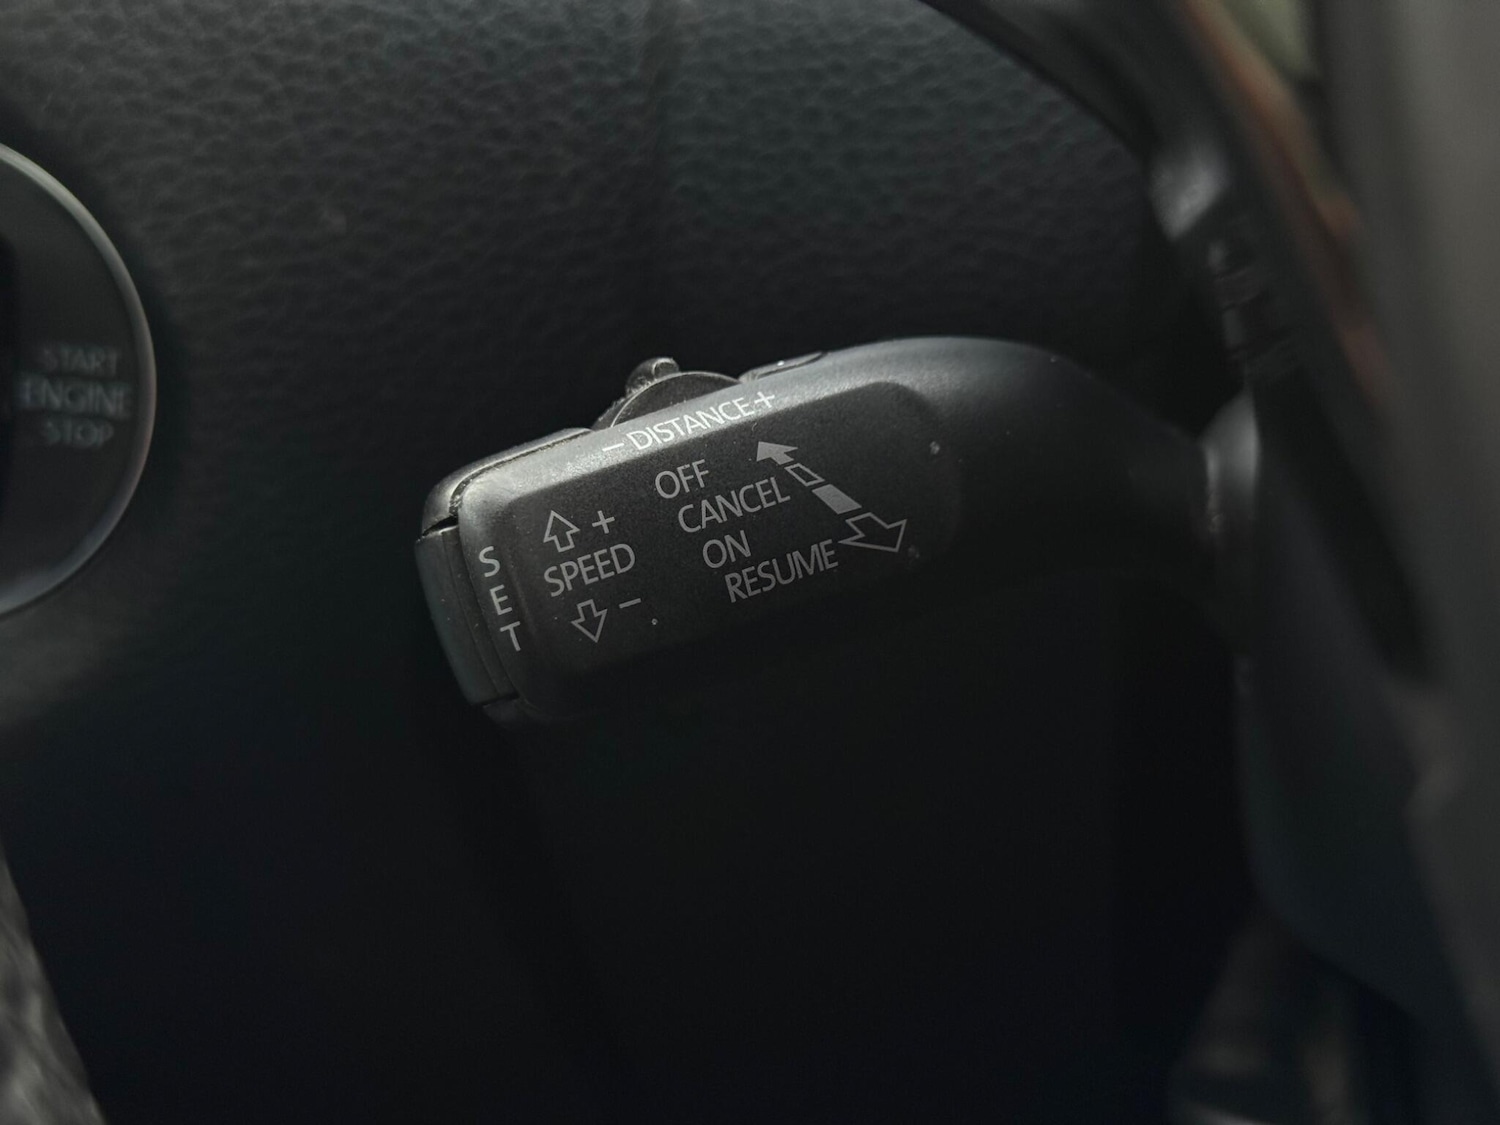 START
ENGINE
STOP
− DISTANCE +
OFF
CANCEL
ON
RESUME
+
SPEED
−
SET